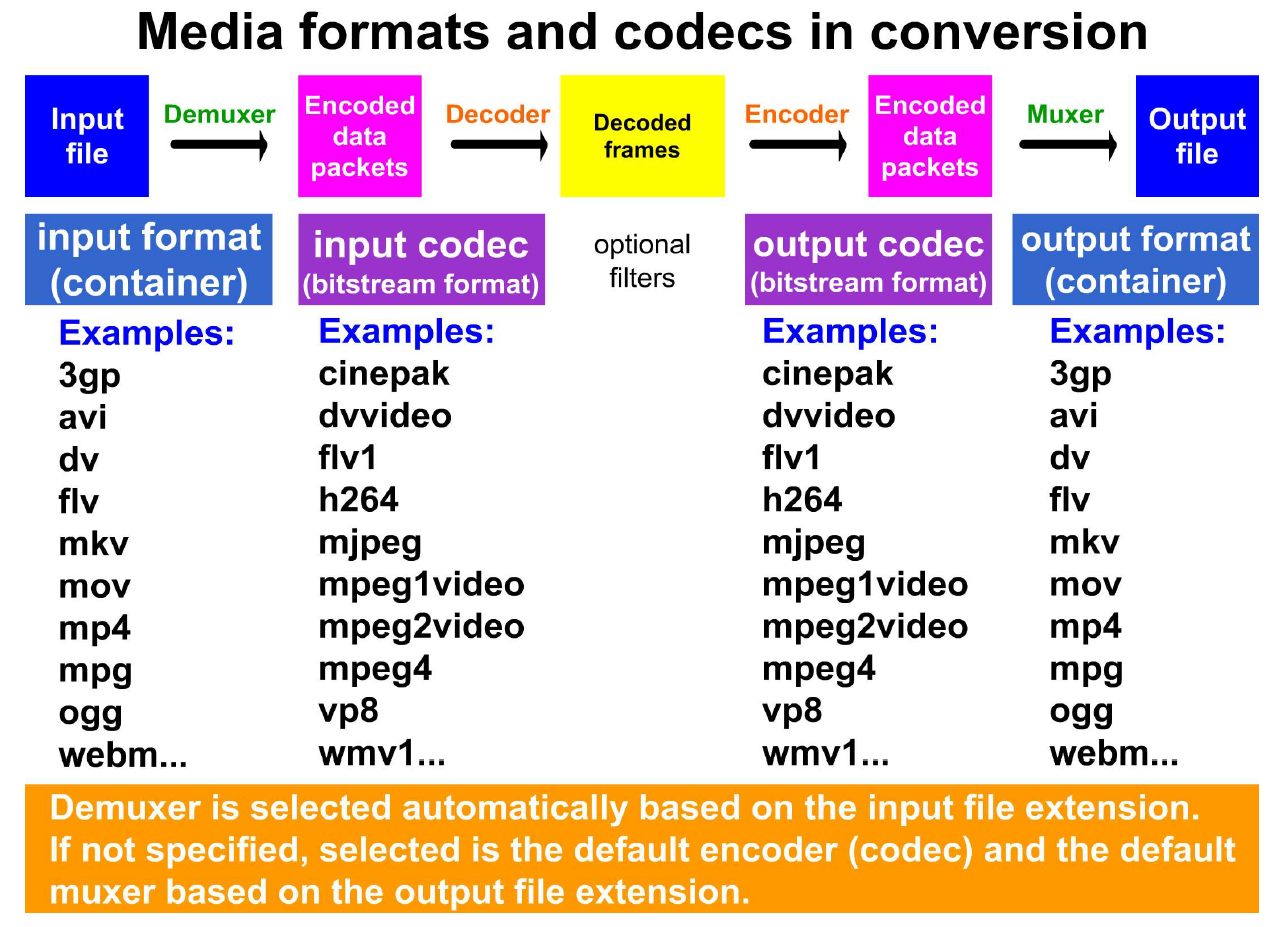 Media formats and codecs in conversion
Input
file
Demuxer
Encoded
data
packets
Decoder
Decoded
frames
Encoder
Encoded
data
packets
Muxer
Output
file
input format
(container)
input codec
(bitstream format)
optional
filters
output codec
(bitstream format)
output format
(container)
Examples:
3gp
avi
dv
flv
mkv
mov
mp4
mpg
ogg
webm...
Examples:
cinepak
dvvideo
flv1
h264
mjpeg
mpeg1video
mpeg2video
mpeg4
vp8
wmv1...
Examples:
cinepak
dvvideo
flv1
h264
mjpeg
mpeg1video
mpeg2video
mpeg4
vp8
wmv1...
Examples:
3gp
avi
dv
flv
mkv
mov
mp4
mpg
ogg
webm...
Demuxer is selected automatically based on the input file extension.
If not specified, selected is the default encoder (codec) and the default
muxer based on the output file extension.